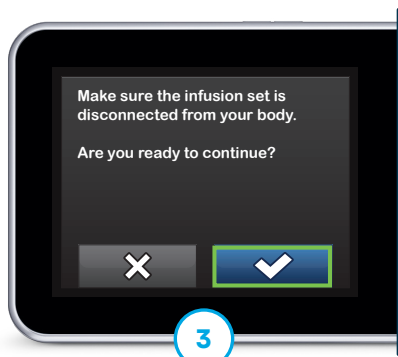 Make sure the infusion set is
disconnected from your body.
Are you ready to continue?
3